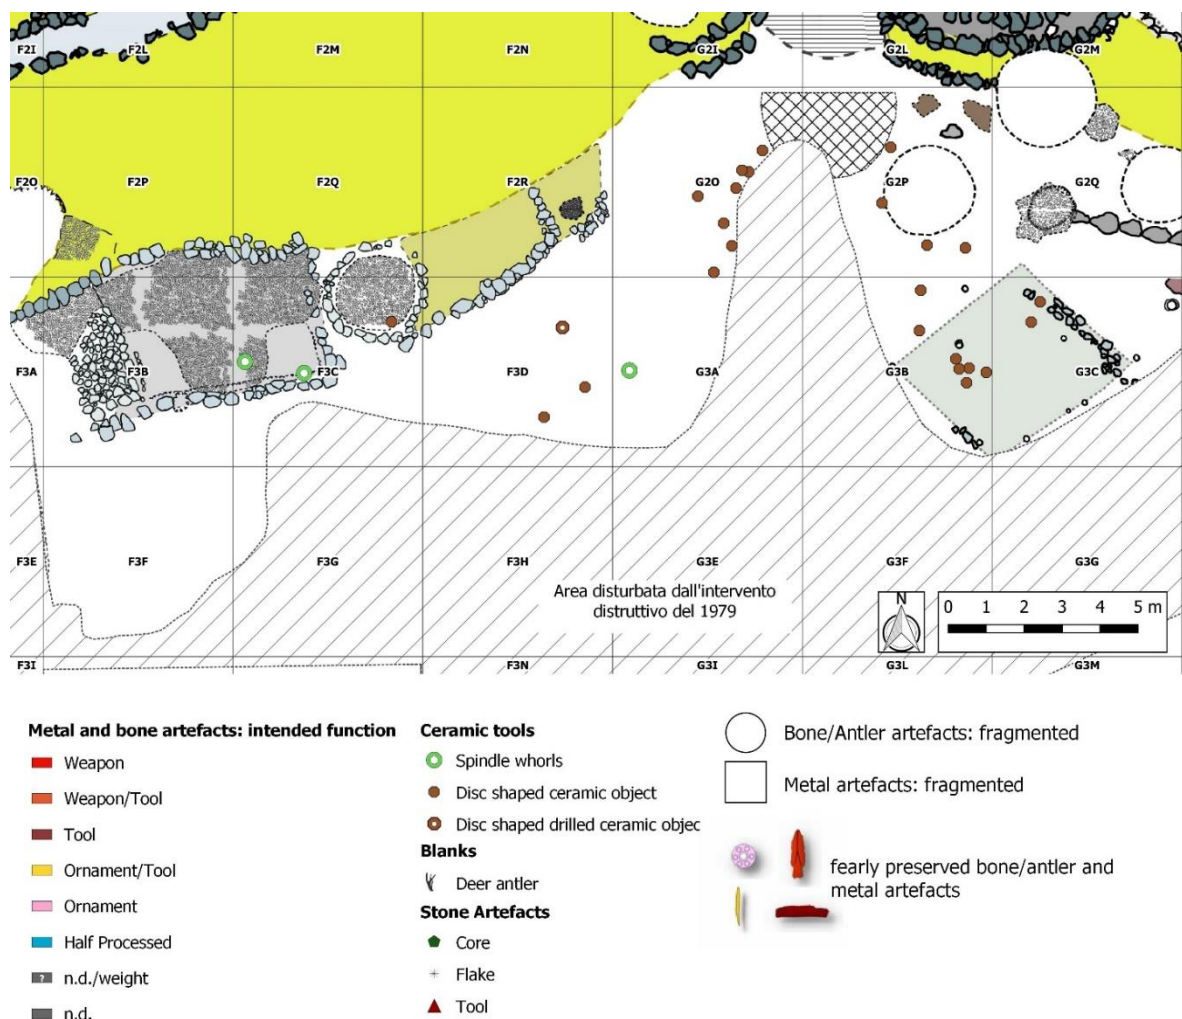 F2I F2L F2M F2N G2I G2L G2M
F2O F2P F2Q F2R G2O G2P G2Q
F3A F3B F3C F3D G3A G3B G3C
F3E F3F F3G F3H G3E G3F G3G
Area disturbata dall'intervento
distruttivo del 1979
N
0 1 2 3 4 5 m
F3I F3N G3I G3L G3M
Metal and bone artefacts: intended function
Weapon
Weapon/Tool
Tool
Ornament/Tool
Ornament
Half Processed
? n.d./weight
n.d.
Ceramic tools
Spindle whorls
Disc shaped ceramic object
Disc shaped drilled ceramic objec
Blanks
Deer antler
Stone Artefacts
Core
Flake
Tool
Bone/Antler artefacts: fragmented
Metal artefacts: fragmented
fearly preserved bone/antler and
metal artefacts